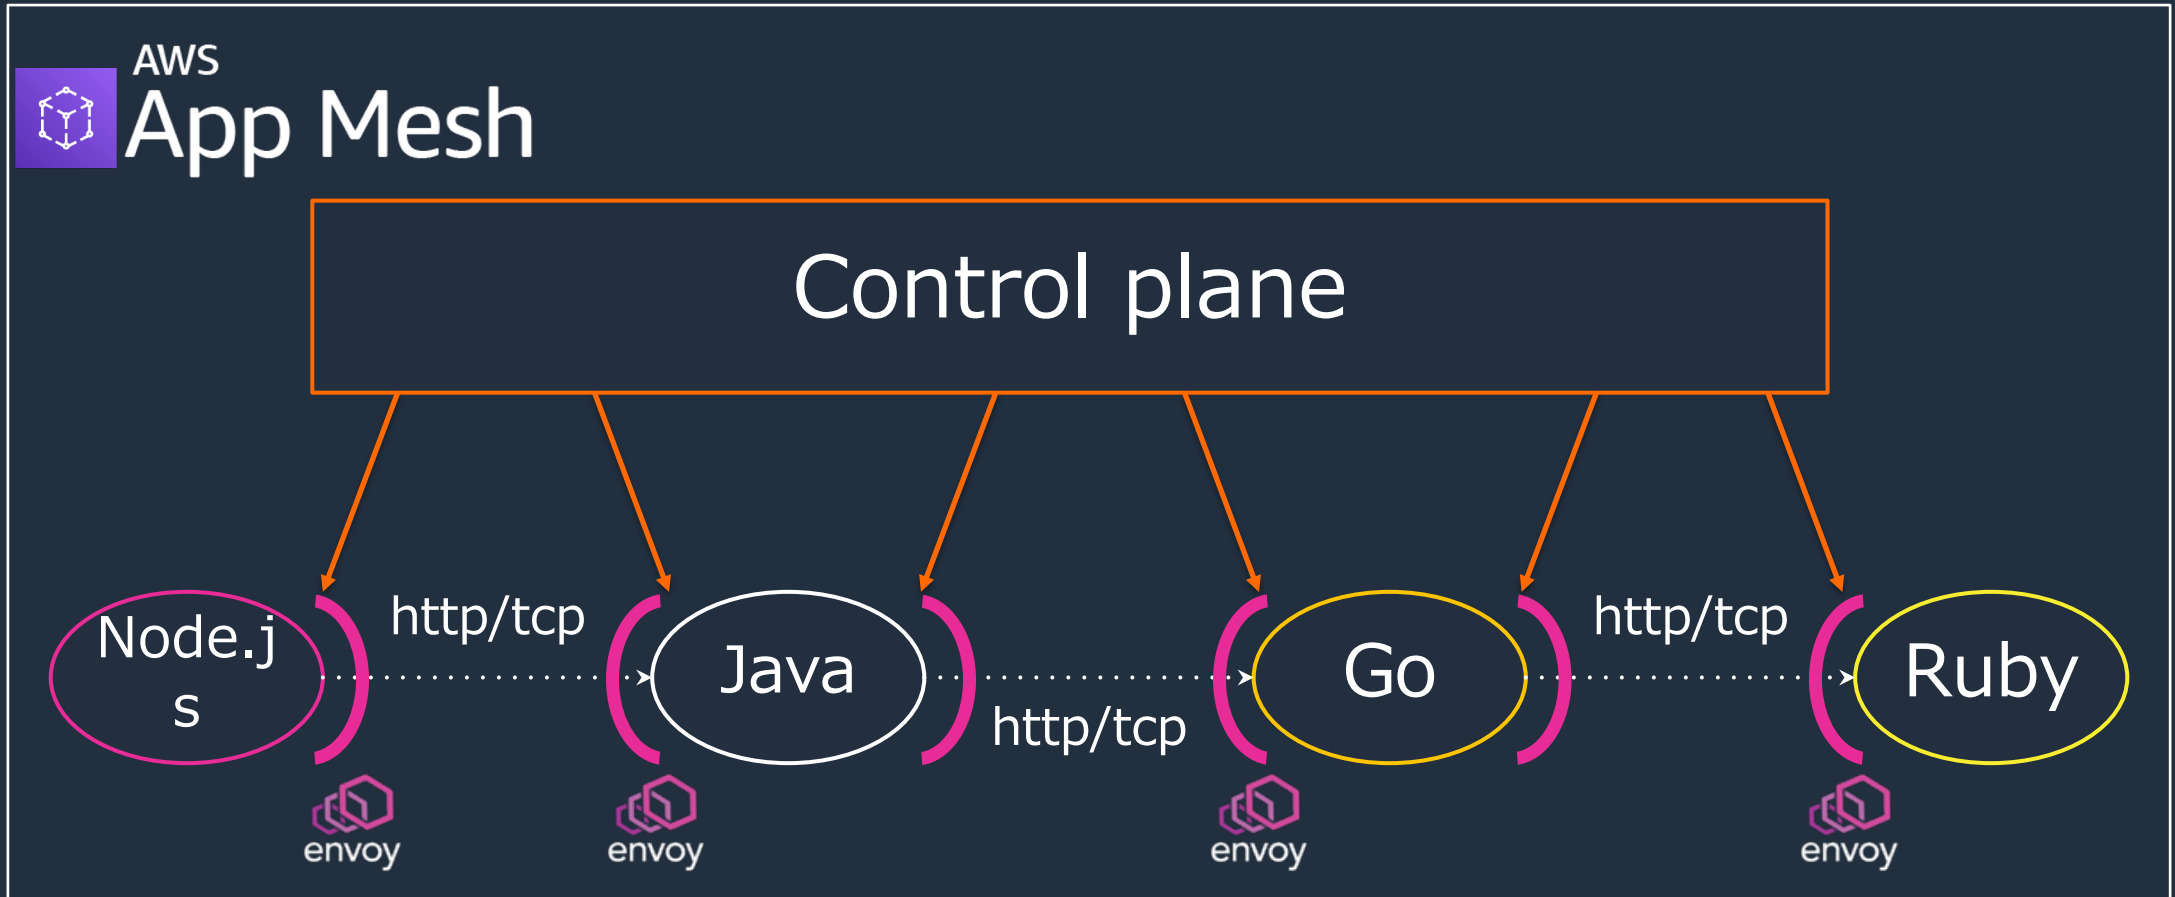 AWS
App Mesh
Control plane
Node.j
s
http/tcp
Java
http/tcp
Go
http/tcp
Ruby
envoy
envoy
envoy
envoy